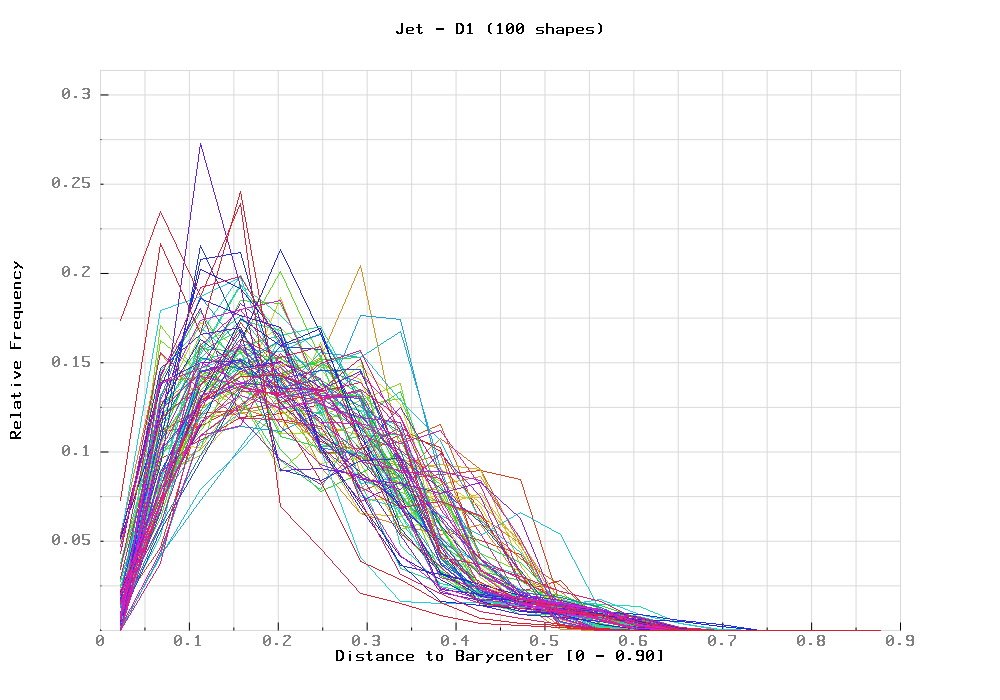 Jet - D1 (100 shapes)
0.3
0.25
0.2
0.15
0.1
0.05
Relative Frequency
0 0.1 0.2 0.3 0.4 0.5 0.6 0.7 0.8 0.9
Distance to Barycenter [0 - 0.90]